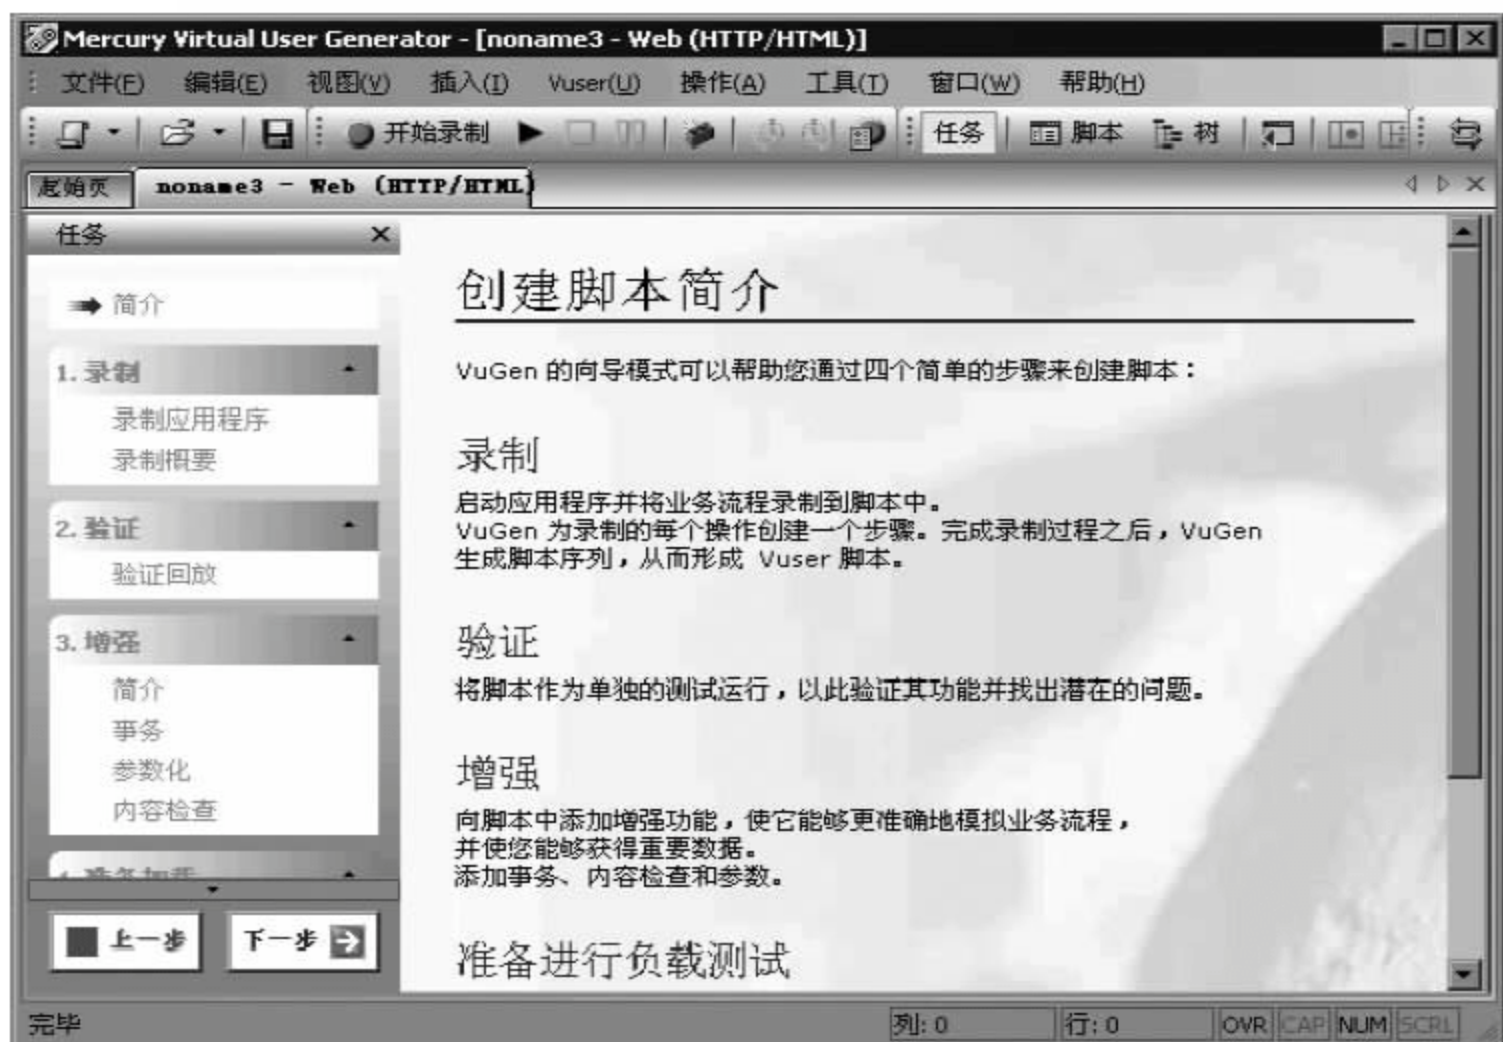 Mercury Virtual User Generator - [noname3 - Web (HTTP/HTML)]
文件(F) 编辑(E) 视图(V) 插入(I) Vuser(U) 操作(A) 工具(T) 窗口(W) 帮助(H)
开始录制 任务 脚本 树
起始页 noname3 - Web (HTTP/HTML)
任务
简介
1. 录制
录制应用程序
录制概要
2. 验证
验证回放
3. 增强
简介
事务
参数化
内容检查
上一步 下一步
创建脚本简介
VuGen 的向导模式可以帮助您通过四个简单的步骤来创建脚本：
录制
启动应用程序并将业务流程录制到脚本中。
VuGen 为录制的每个操作创建一个步骤。完成录制过程之后，VuGen
生成脚本序列，从而形成 Vuser 脚本。
验证
将脚本作为单独的测试运行，以此验证其功能并找出潜在的问题。
增强
向脚本中添加增强功能，使它能够更准确地模拟业务流程，
并使您能够获得重要数据。
添加事务、内容检查和参数。
准备进行负载测试
完毕 列: 0 行: 0 OVR CAP NUM SCRL